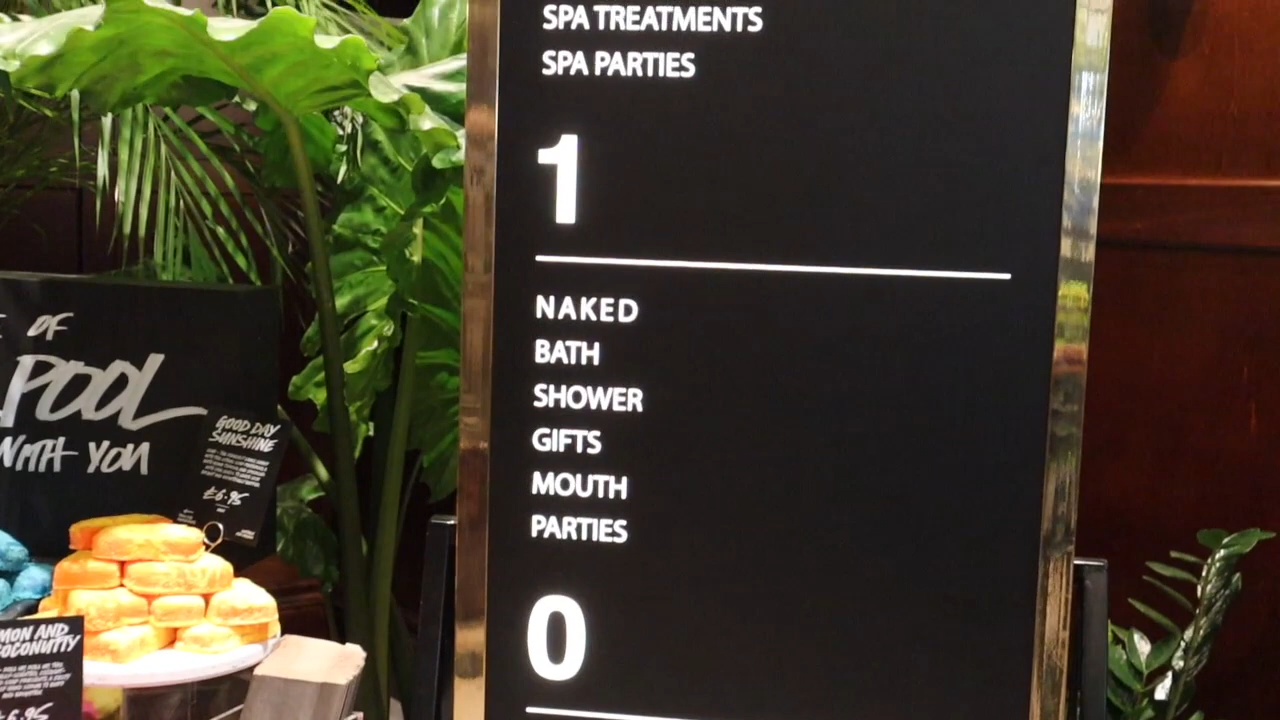 SPA TREATMENTS
SPA PARTIES
1
NAKED
BATH
SHOWER
GIFTS
MOUTH
PARTIES
0
OF
POOL
WITH YOU
GOOD DAY
SUNSHINE
£6.95
AND
COCONUTTY
£6.95